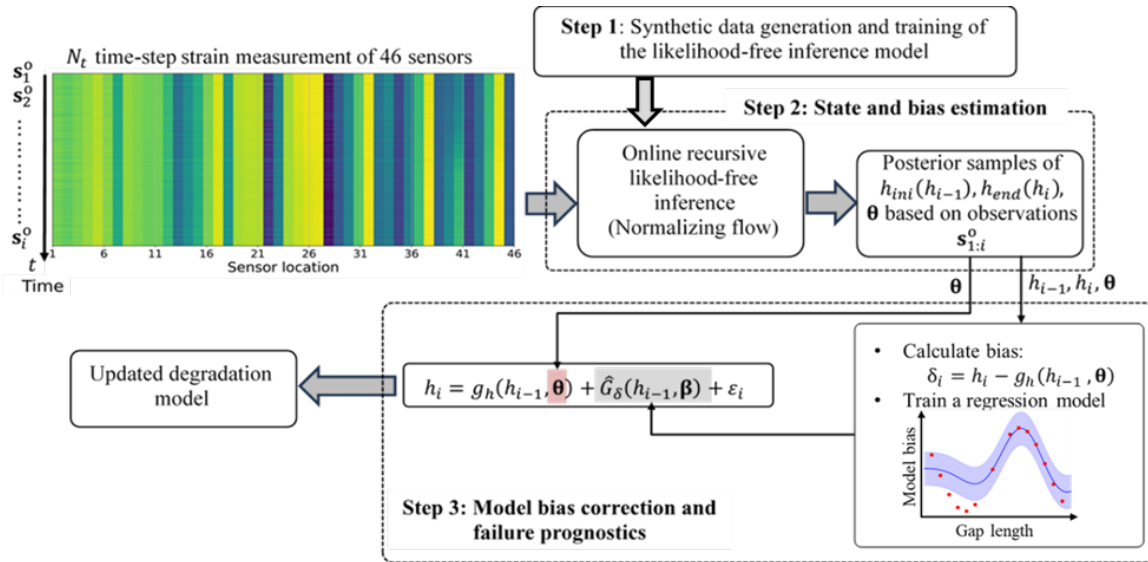 Step 1: Synthetic data generation and training of
the likelihood-free inference model
N_t time-step strain measurement of 46 sensors
s₁ᵒ
s₂ᵒ
sᵢᵒ
t
Time
1 6 11 16 21 26 31 36 41 46
Sensor location
Step 2: State and bias estimation
Online recursive
likelihood-free
inference
(Normalizing flow)
Posterior samples of
h_ini(h_{i−1}), h_end(h_i),
θ based on observations
s_{1:i}^o
θ
h_{i−1}, h_i, θ
Updated degradation
model
h_i = g_h(h_{i−1}, θ) + Ĝ_δ(h_{i−1}, β) + ε_i
• Calculate bias:
δ_i = h_i − g_h(h_{i−1}, θ)
• Train a regression model
Model bias
Gap length
Step 3: Model bias correction and
failure prognostics